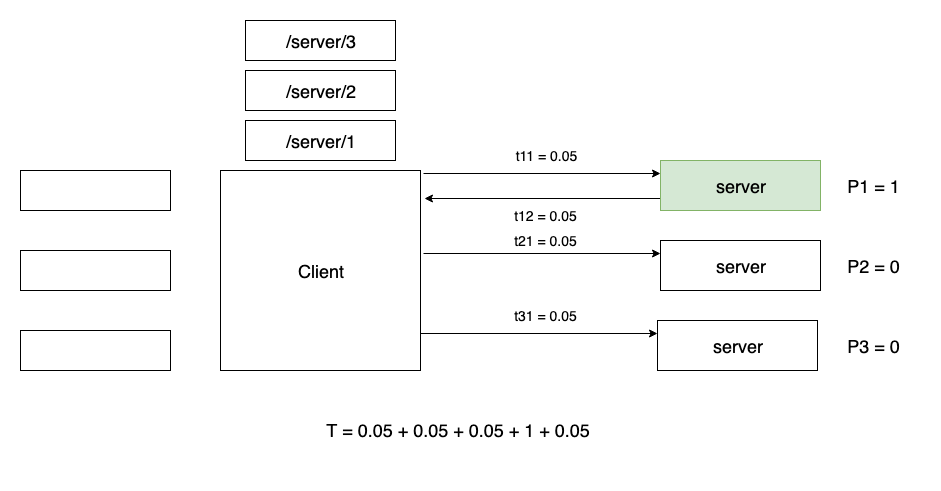 /server/3
/server/2
/server/1
t11 = 0.05
server
P1 = 1
t12 = 0.05
t21 = 0.05
Client
server
P2 = 0
t31 = 0.05
server
P3 = 0
T = 0.05 + 0.05 + 0.05 + 1 + 0.05